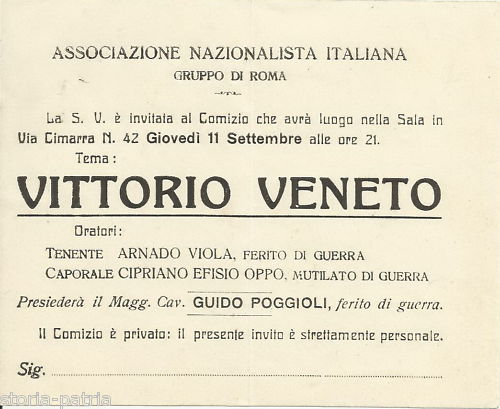 ASSOCIAZIONE NAZIONALISTA ITALIANA
GRUPPO DI ROMA
La S. V. è invitata al Comizio che avrà luogo nella Sala in
Via Cimarra N. 42 Giovedì 11 Settembre alle ore 21.
Tema:
VITTORIO VENETO
Oratori:
TENENTE ARNADO VIOLA, FERITO DI GUERRA
CAPORALE CIPRIANO EFISIO OPPO, MUTILATO DI GUERRA
Presiederà il Magg. Cav. GUIDO POGGIOLI, ferito di guerra.
Il Comizio è privato: il presente invito è strettamente personale.
Sig.
storia-patria